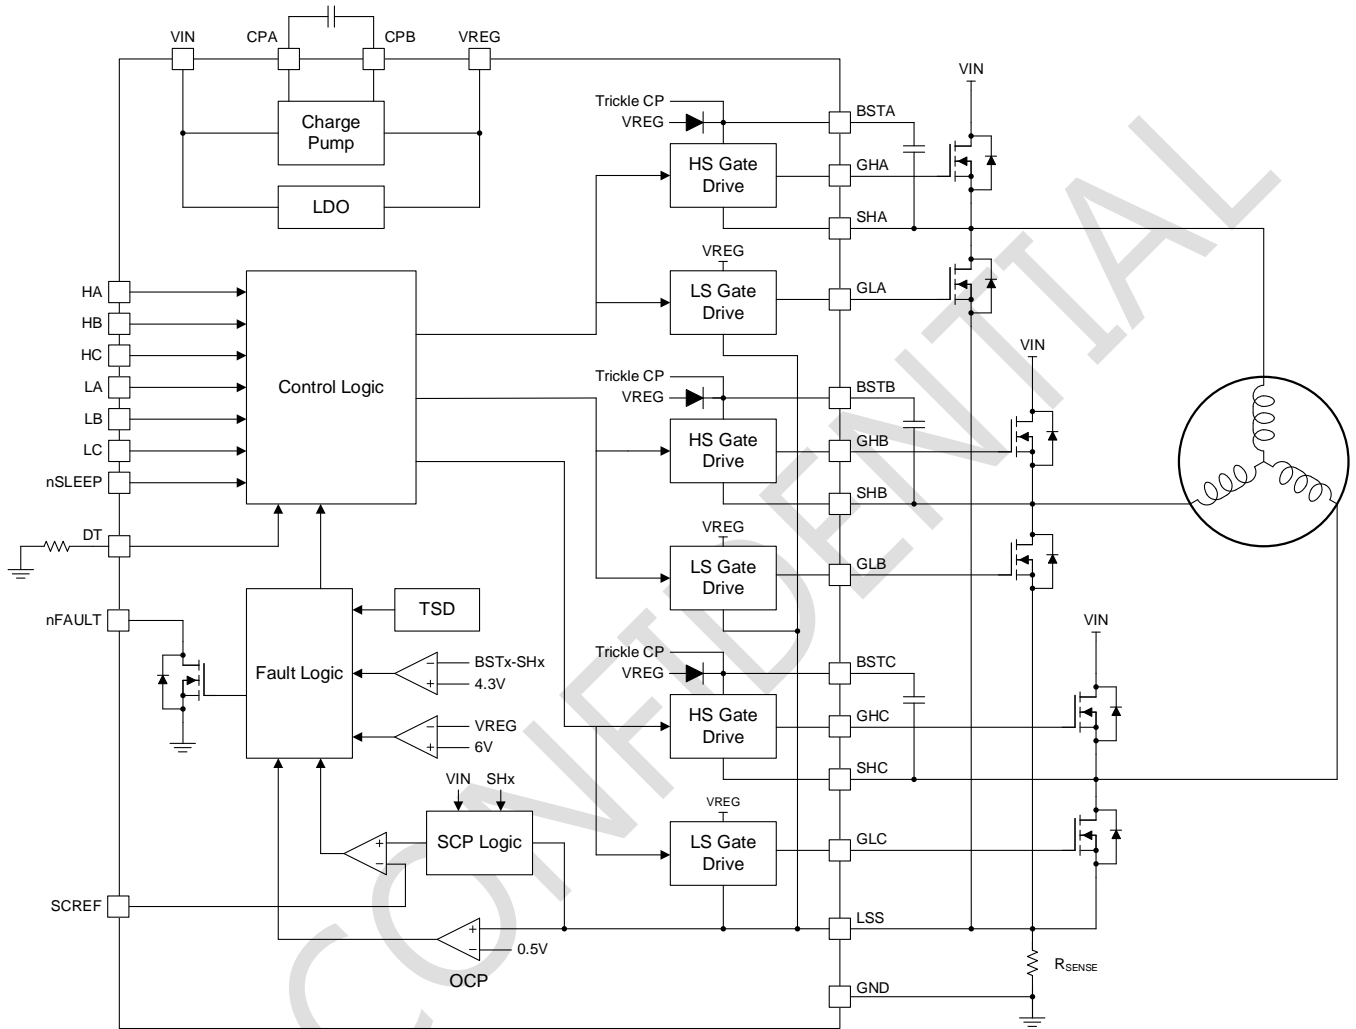 VIN
CPA
CPB
VREG
Charge
Pump
LDO
HA
HB
HC
LA
LB
LC
nSLEEP
DT
nFAULT
SCREF
Control Logic
Fault Logic
TSD
BSTx-SHx
4.3V
VREG
6V
VIN
SHx
SCP Logic
0.5V
OCP
Trickle CP
VREG
HS Gate
Drive
VREG
LS Gate
Drive
Trickle CP
VREG
HS Gate
Drive
VREG
LS Gate
Drive
Trickle CP
VREG
HS Gate
Drive
VREG
LS Gate
Drive
BSTA
GHA
SHA
GLA
BSTB
GHB
SHB
GLB
BSTC
GHC
SHC
GLC
LSS
GND
VIN
VIN
VIN
RSENSE
CONFIDENTIAL